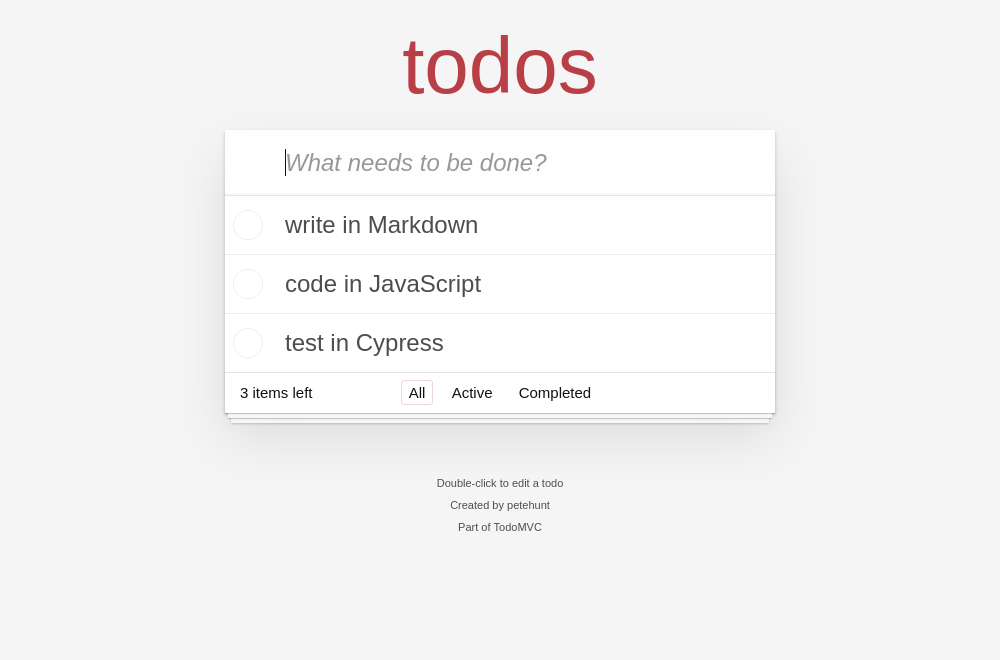 todos
What needs to be done?
write in Markdown
code in JavaScript
test in Cypress
3 items left All Active Completed
Double-click to edit a todo
Created by petehunt
Part of TodoMVC